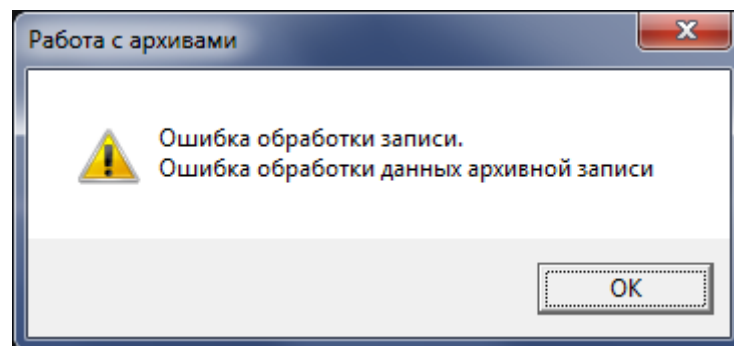 Работа с архивами
Ошибка обработки записи.
Ошибка обработки данных архивной записи
OK